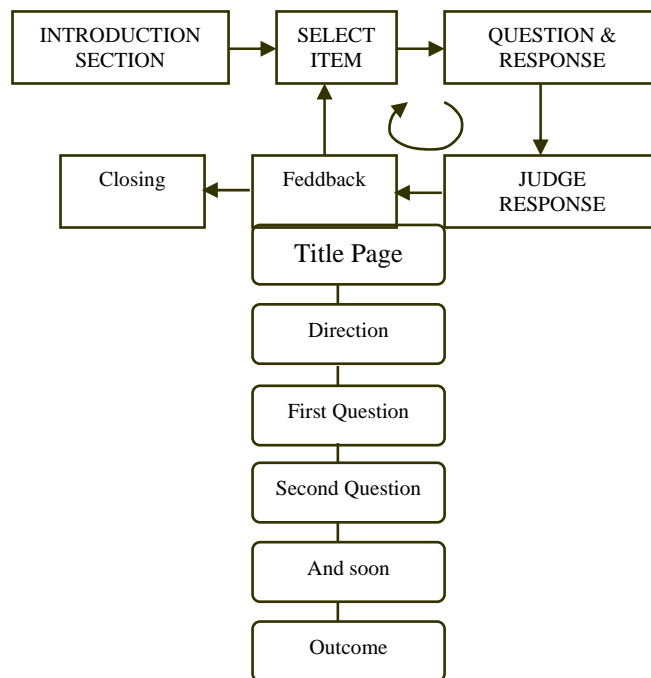 INTRODUCTION
SECTION
SELECT
ITEM
QUESTION &
RESPONSE
Closing
Feddback
JUDGE
RESPONSE
Title Page
Direction
First Question
Second Question
And soon
Outcome